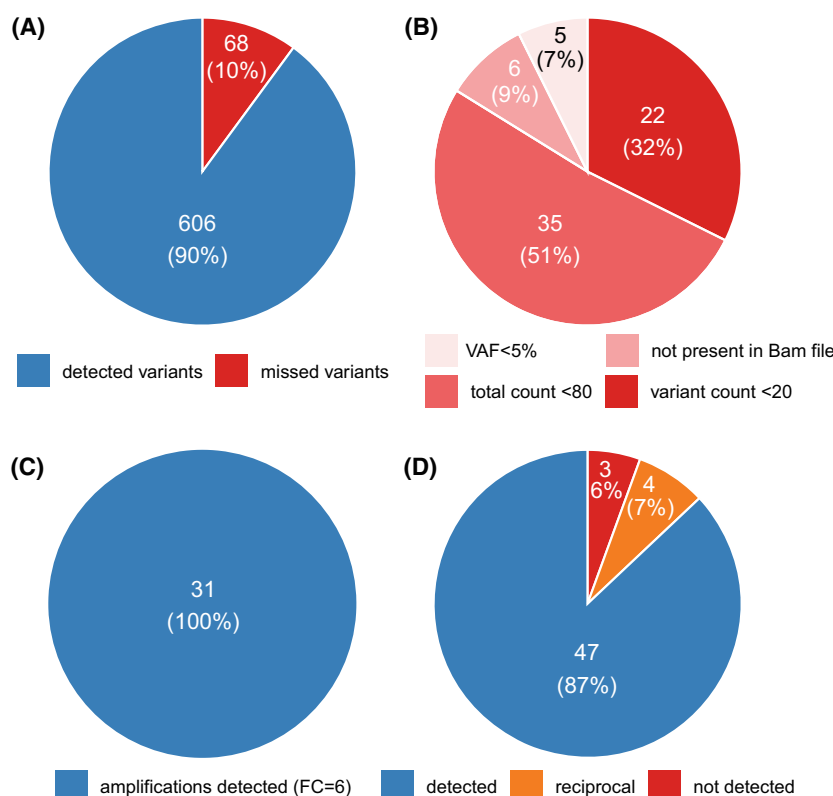 (A)
68
(10%)
606
(90%)
detected variants
missed variants
(B)
5
(7%)
6
(9%)
22
(32%)
35
(51%)
VAF<5%
not present in Bam file
total count <80
variant count <20
(C)
31
(100%)
amplifications detected (FC=6)
(D)
3
6%
4
(7%)
47
(87%)
detected
reciprocal
not detected